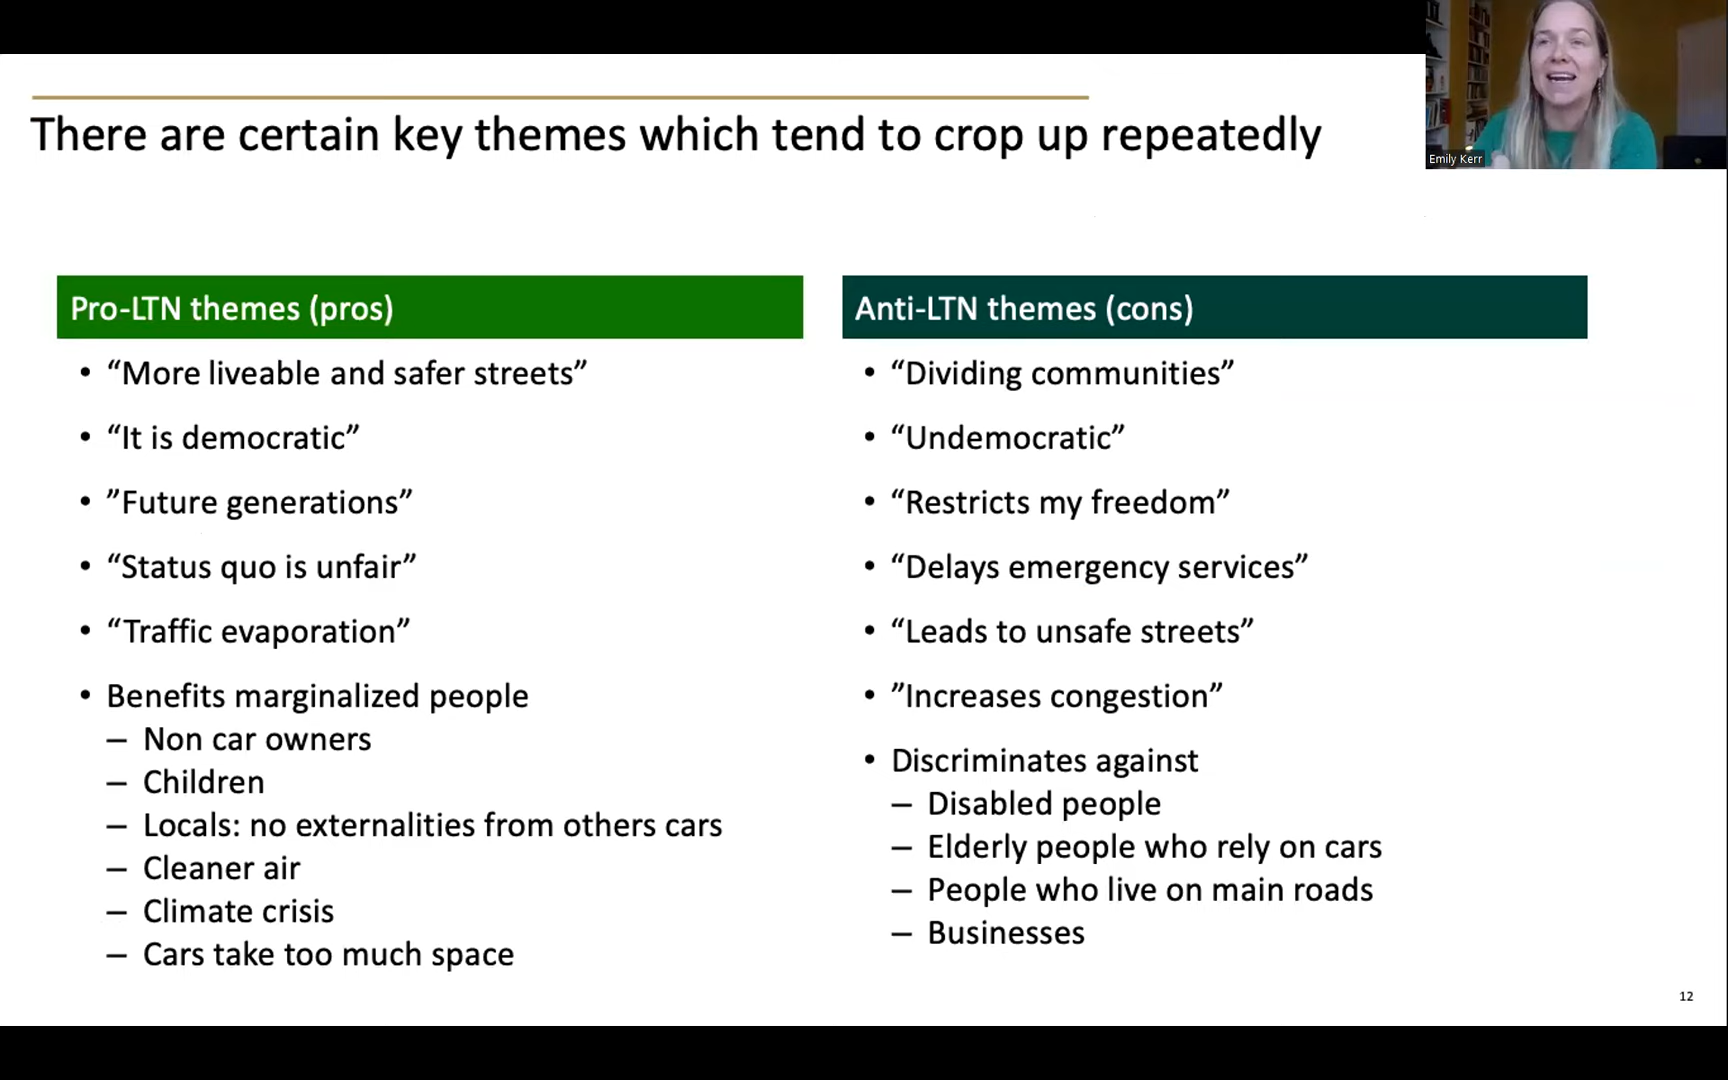 There are certain key themes which tend to crop up repeatedly
Emily Kerr
Pro-LTN themes (pros)
• “More liveable and safer streets”
• “It is democratic”
• ”Future generations”
• “Status quo is unfair”
• “Traffic evaporation”
• Benefits marginalized people
– Non car owners
– Children
– Locals: no externalities from others cars
– Cleaner air
– Climate crisis
– Cars take too much space
Anti-LTN themes (cons)
• “Dividing communities”
• “Undemocratic”
• “Restricts my freedom”
• “Delays emergency services”
• “Leads to unsafe streets”
• ”Increases congestion”
• Discriminates against
– Disabled people
– Elderly people who rely on cars
– People who live on main roads
– Businesses
12